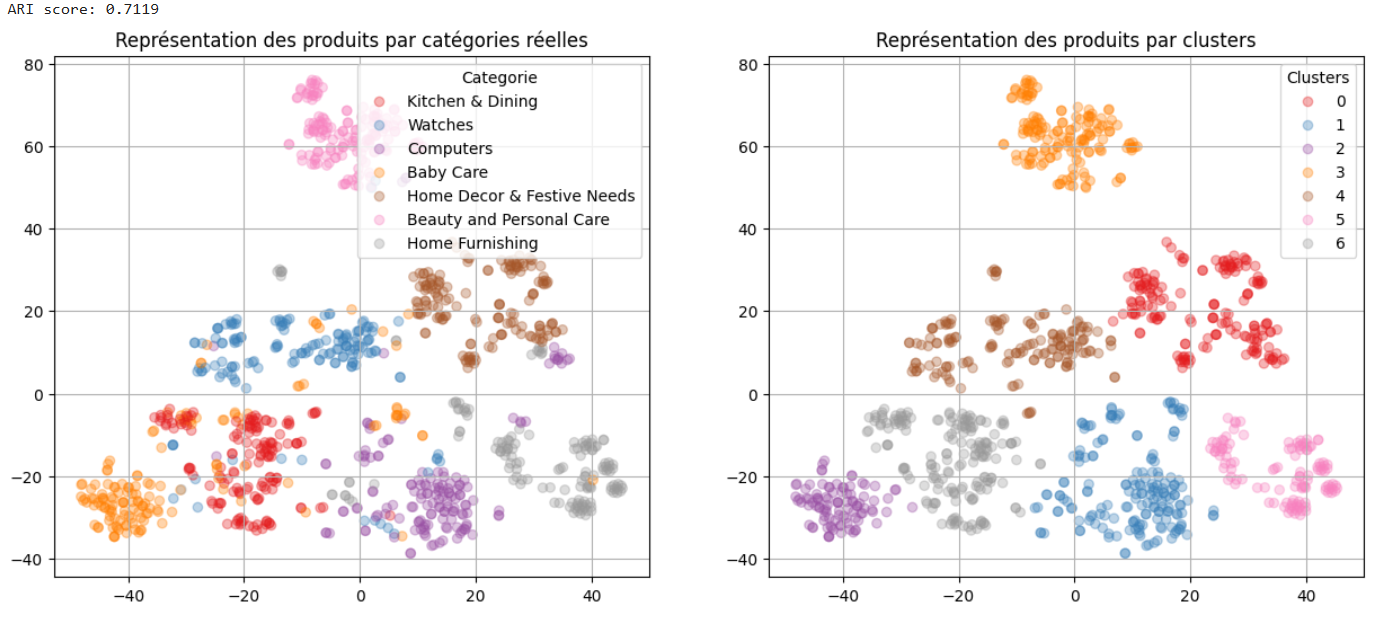 ARI score: 0.7119
Représentation des produits par catégories réelles
80
60
40
20
0
−20
−40
−40
−20
0
20
40
Categorie
Kitchen & Dining
Watches
Computers
Baby Care
Home Decor & Festive Needs
Beauty and Personal Care
Home Furnishing
Représentation des produits par clusters
80
60
40
20
0
−20
−40
−40
−20
0
20
40
Clusters
0
1
2
3
4
5
6